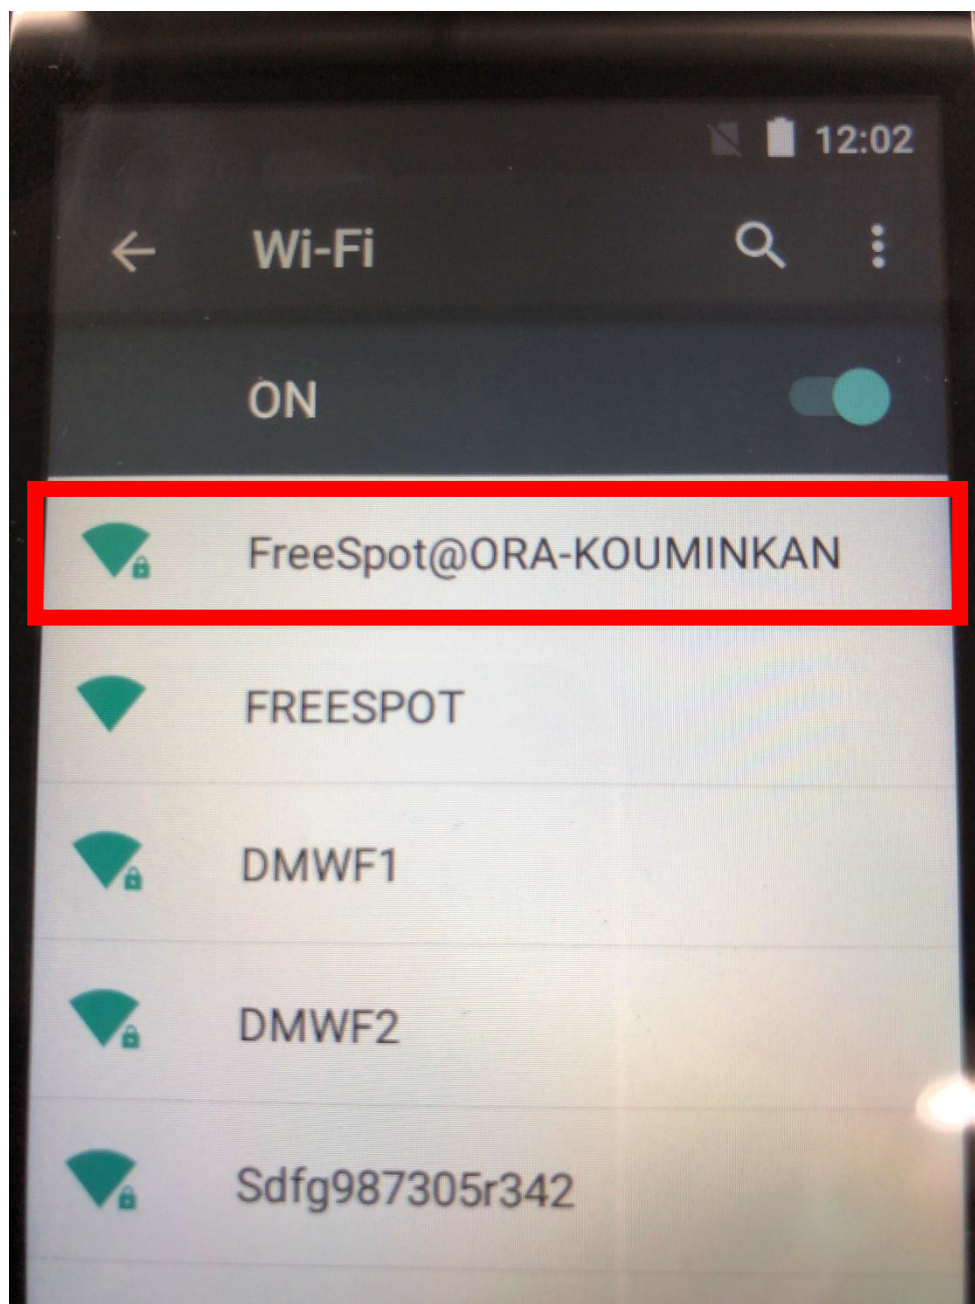 12:02
Wi-Fi
ON
FreeSpot@ORA-KOUMINKAN
FREESPOT
DMWF1
DMWF2
Sdfg987305r342